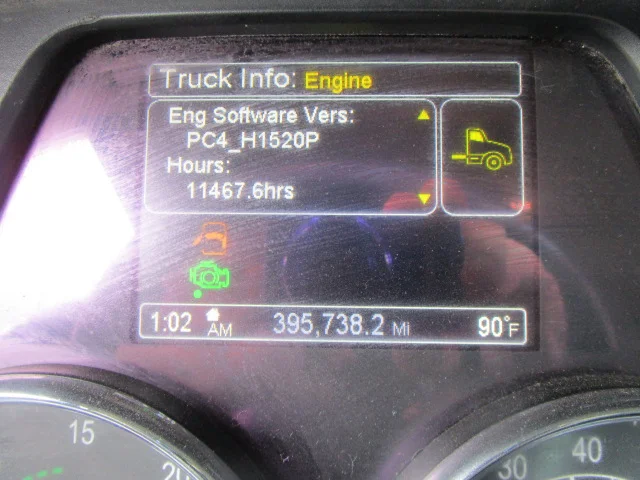 Truck Info: Engine
Eng Software Vers:
PC4_H1520P
Hours:
11467.6hrs
1:02 AM 395,738.2 MI 90°F
15
20
30
40